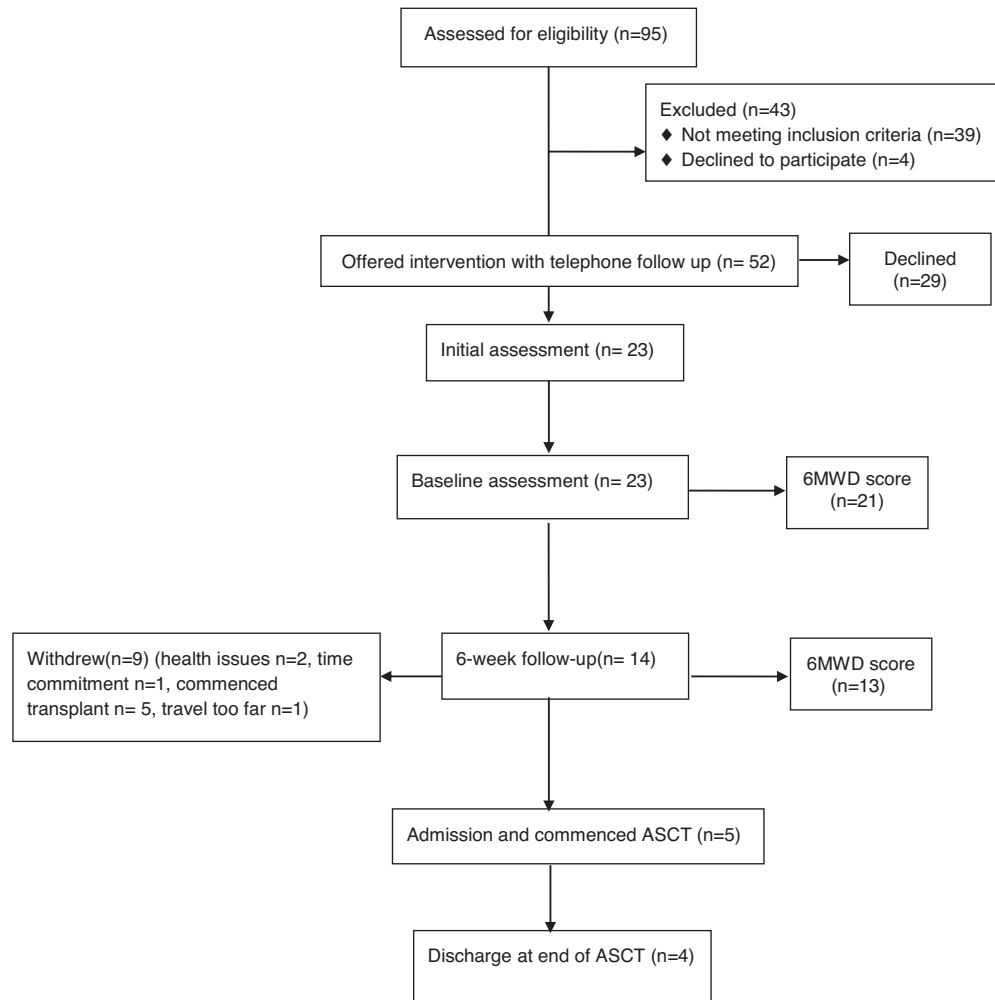 Assessed for eligibility (n=95)
Excluded (n=43)
♦ Not meeting inclusion criteria (n=39)
♦ Declined to participate (n=4)
Offered intervention with telephone follow up (n= 52)
Declined
(n=29)
Initial assessment (n= 23)
Baseline assessment (n= 23)
6MWD score
(n=21)
Withdrew(n=9) (health issues n=2, time
commitment n=1, commenced
transplant n= 5, travel too far n=1)
6-week follow-up(n= 14)
6MWD score
(n=13)
Admission and commenced ASCT (n=5)
Discharge at end of ASCT (n=4)